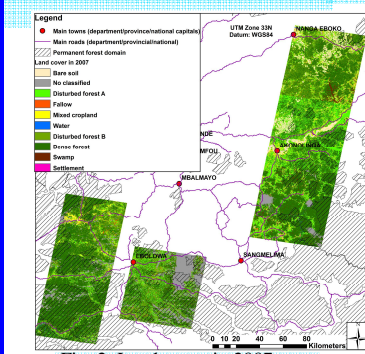 Legend
Main towns (department/province/national capitals)
Main roads (department/provincial/national)
Permanent forest domain
Land cover in 2007
Bare soil
No classified
Disturbed forest A
Fallow
Mixed cropland
Water
Disturbed forest B
Dense forest
Swamp
Settlement
UTM Zone 33N
Datum: WGS84
NANGA EBOKO
NDE
MFOU
AKONOLINGA
MBALMAYO
EBOLOWA
SANGMELIMA
0 10 20 40 60 80
Kilometers